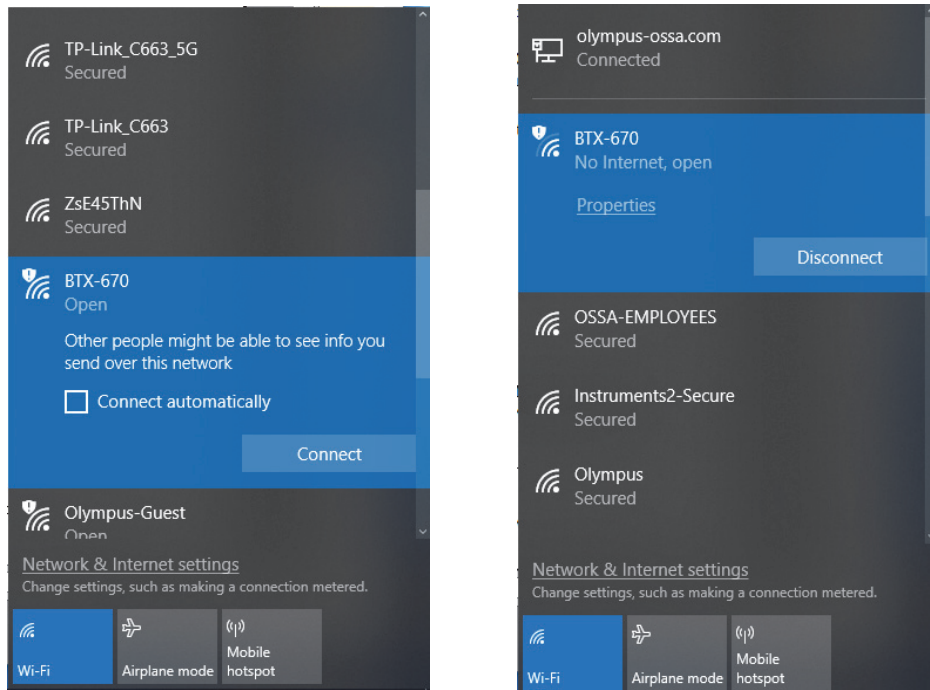 TP-Link_C663_5G
Secured
TP-Link_C663
Secured
ZsE45ThN
Secured
BTX-670
Open
Other people might be able to see info you
send over this network
Connect automatically
Connect
Olympus-Guest
Open
Network & Internet settings
Change settings, such as making a connection metered.
Wi-Fi
Airplane mode
Mobile
hotspot
olympus-ossa.com
Connected
BTX-670
No Internet, open
Properties
Disconnect
OSSA-EMPLOYEES
Secured
Instruments2-Secure
Secured
Olympus
Secured
Network & Internet settings
Change settings, such as making a connection metered.
Wi-Fi
Airplane mode
Mobile
hotspot